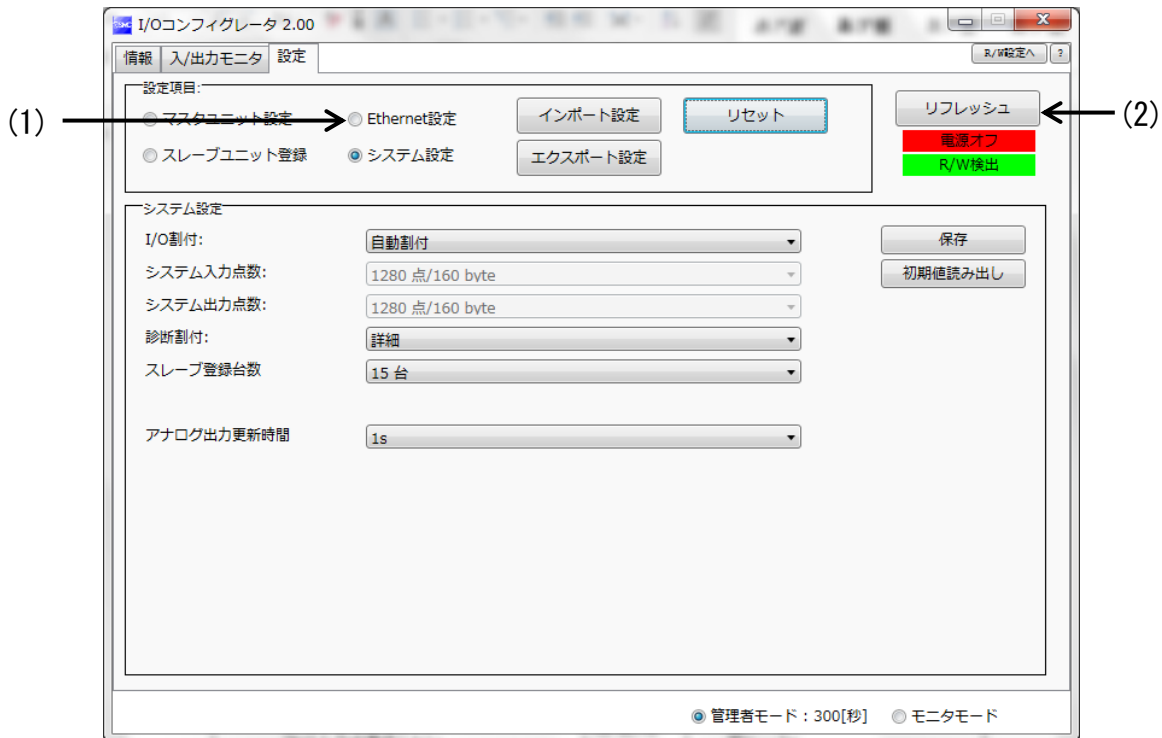 I/Oコンフィグレータ 2.00
情報 入/出力モニタ 設定 R/W設定へ ?
設定項目:
(1) マスタユニット設定 Ethernet設定 インポート設定 リセット リフレッシュ (2)
電源オフ
スレーブユニット登録 システム設定 エクスポート設定 R/W検出
システム設定
I/O割付: 自動割付 保存
システム入力点数: 1280 点/160 byte 初期値読み出し
システム出力点数: 1280 点/160 byte
診断割付: 詳細
スレーブ登録台数 15 台
アナログ出力更新時間 1s
管理者モード：300[秒] モニタモード